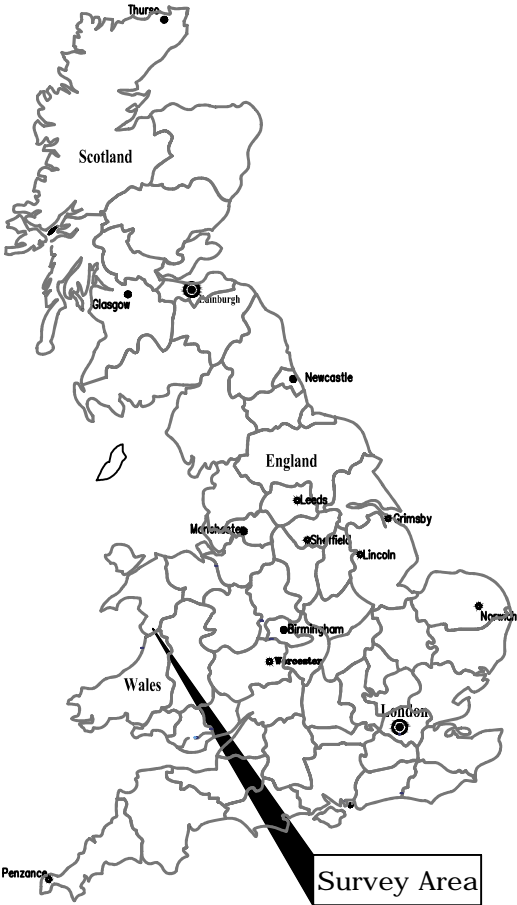 Thurso
Scotland
Glasgow
Edinburgh
Newcastle
England
Leeds
Grimsby
Manchester
Sheffield
Lincoln
Norwich
Birmingham
Worcester
Wales
London
Penzance
Survey Area